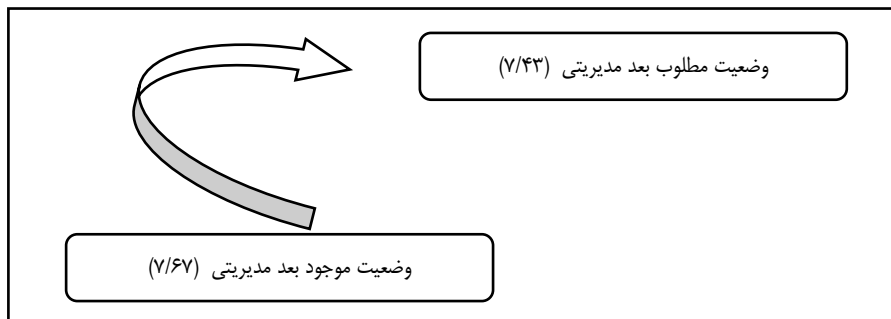 وضعیت مطلوب بعد مدیریتی (۷/۴۳)
وضعیت موجود بعد مدیریتی (۷/۶۷)